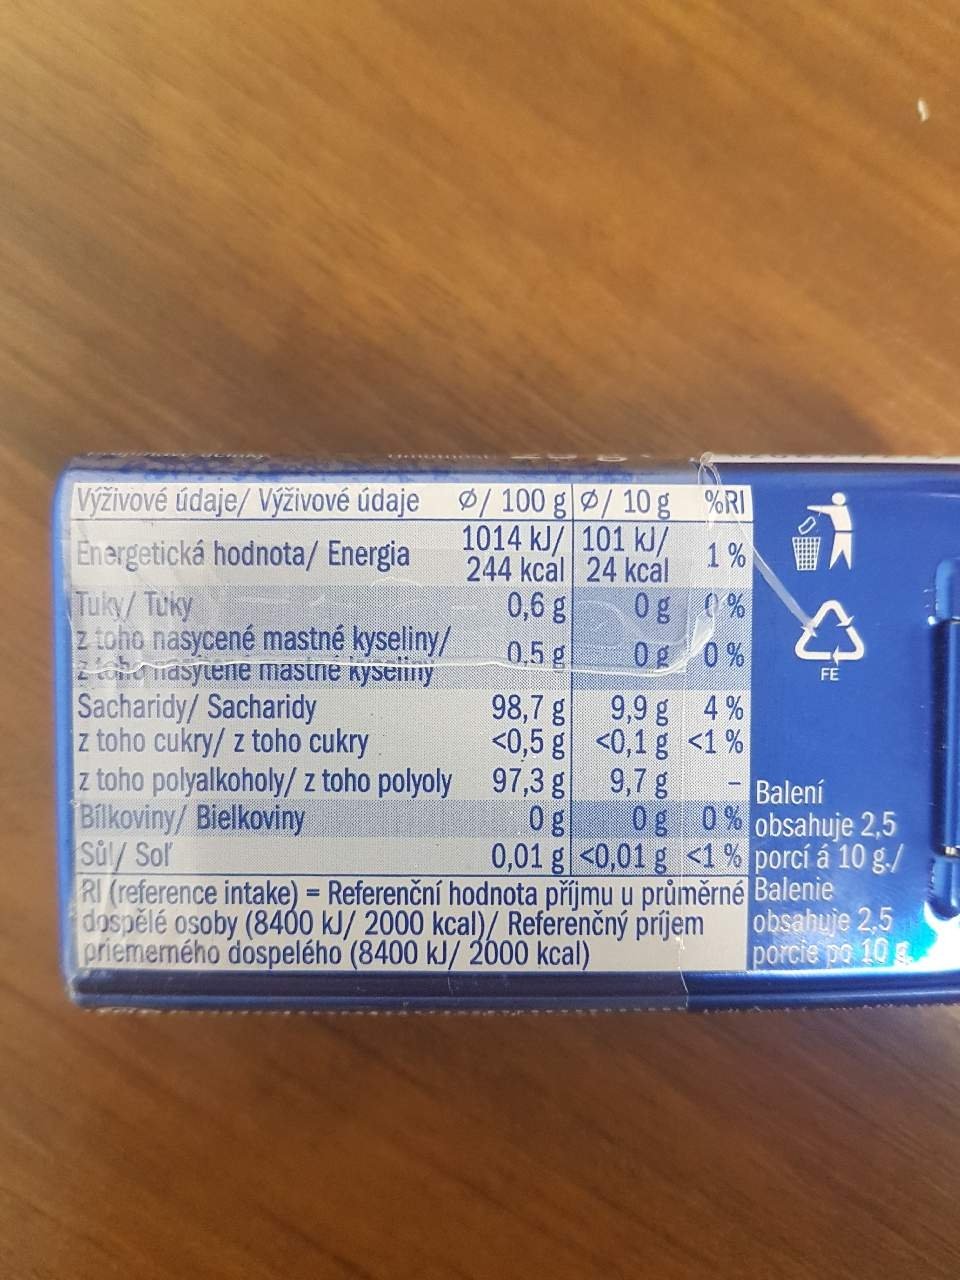 Výživové údaje/ Výživové údaje Ø/ 100 g Ø/ 10 g %RI
Energetická hodnota/ Energia 1014 kJ/ 244 kcal 101 kJ/ 24 kcal 1 %
Tuky/ Tuky 0,6 g 0 g 0 %
z toho nasycené mastné kyseliny/
z toho nasýtené mastné kyseliny 0,5 g 0 g 0 %
Sacharidy/ Sacharidy 98,7 g 9,9 g 4 %
z toho cukry/ z toho cukry <0,5 g <0,1 g <1 %
z toho polyalkoholy/ z toho polyoly 97,3 g 9,7 g –
Bílkoviny/ Bielkoviny 0 g 0 g 0 %
Sůl/ Soľ 0,01 g <0,01 g <1 %
RI (reference intake) = Referenční hodnota příjmu u průměrné
dospělé osoby (8400 kJ/ 2000 kcal)/ Referenčný príjem
priemerného dospelého (8400 kJ/ 2000 kcal)
FE
Balení
obsahuje 2,5
porcí á 10 g./
Balenie
obsahuje 2,5
porcie po 10 g.